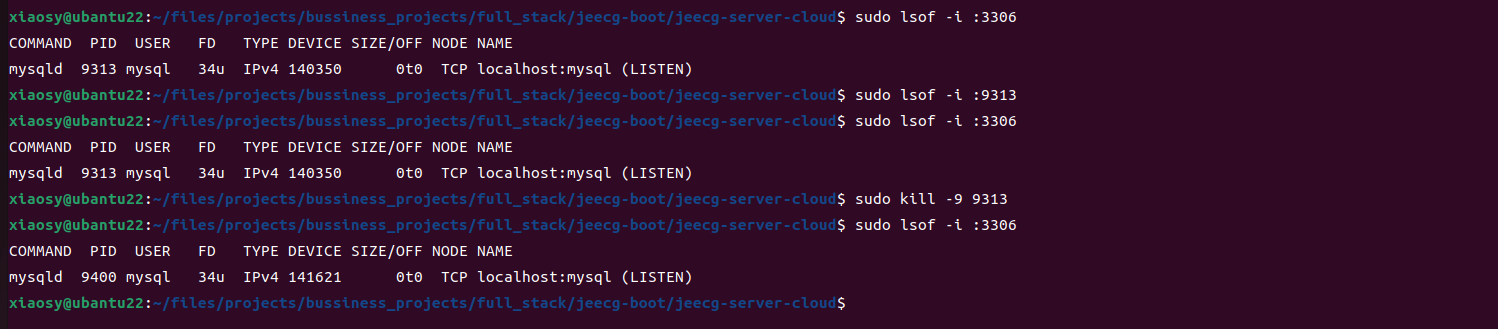 xiaosy@ubantu22:~/files/projects/bussiness_projects/full_stack/jeecg-boot/jeecg-server-cloud$ sudo lsof -i :3306
COMMAND  PID  USER   FD   TYPE DEVICE SIZE/OFF NODE NAME
mysqld  9313 mysql   34u  IPv4 140350      0t0  TCP localhost:mysql (LISTEN)
xiaosy@ubantu22:~/files/projects/bussiness_projects/full_stack/jeecg-boot/jeecg-server-cloud$ sudo lsof -i :9313
xiaosy@ubantu22:~/files/projects/bussiness_projects/full_stack/jeecg-boot/jeecg-server-cloud$ sudo lsof -i :3306
COMMAND  PID  USER   FD   TYPE DEVICE SIZE/OFF NODE NAME
mysqld  9313 mysql   34u  IPv4 140350      0t0  TCP localhost:mysql (LISTEN)
xiaosy@ubantu22:~/files/projects/bussiness_projects/full_stack/jeecg-boot/jeecg-server-cloud$ sudo kill -9 9313
xiaosy@ubantu22:~/files/projects/bussiness_projects/full_stack/jeecg-boot/jeecg-server-cloud$ sudo lsof -i :3306
COMMAND  PID  USER   FD   TYPE DEVICE SIZE/OFF NODE NAME
mysqld  9400 mysql   34u  IPv4 141621      0t0  TCP localhost:mysql (LISTEN)
xiaosy@ubantu22:~/files/projects/bussiness_projects/full_stack/jeecg-boot/jeecg-server-cloud$